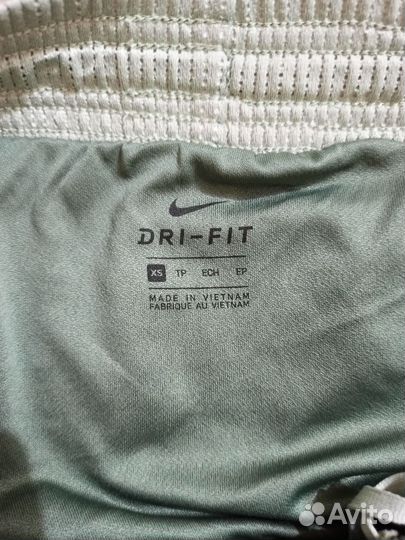 DRI-FIT
XS TP ECH EP
MADE IN VIETNAM
FABRIQUE AU VIETNAM
Avito